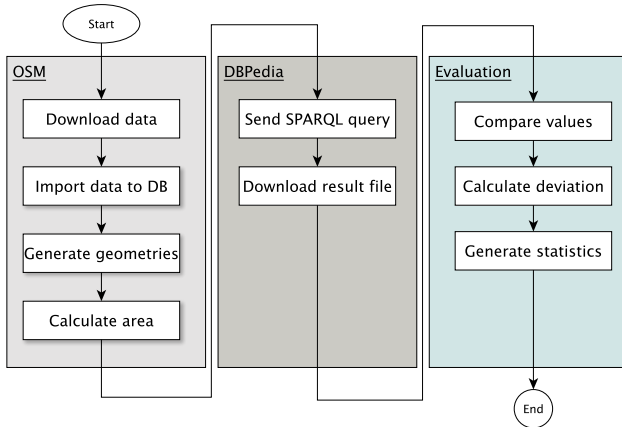 Start
OSM
Download data
Import data to DB
Generate geometries
Calculate area
DBPedia
Send SPARQL query
Download result file
Evaluation
Compare values
Calculate deviation
Generate statistics
End